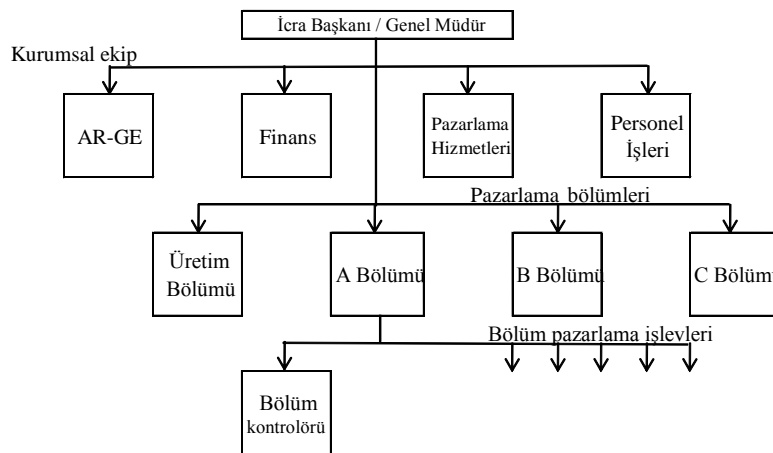 İcra Başkanı / Genel Müdür
Kurumsal ekip
AR-GE
Finans
Pazarlama
Hizmetleri
Personel
İşleri
Pazarlama bölümleri
Üretim
Bölümü
A Bölümü
B Bölümü
C Bölümü
Bölüm pazarlama işlevleri
Bölüm
kontrolörü